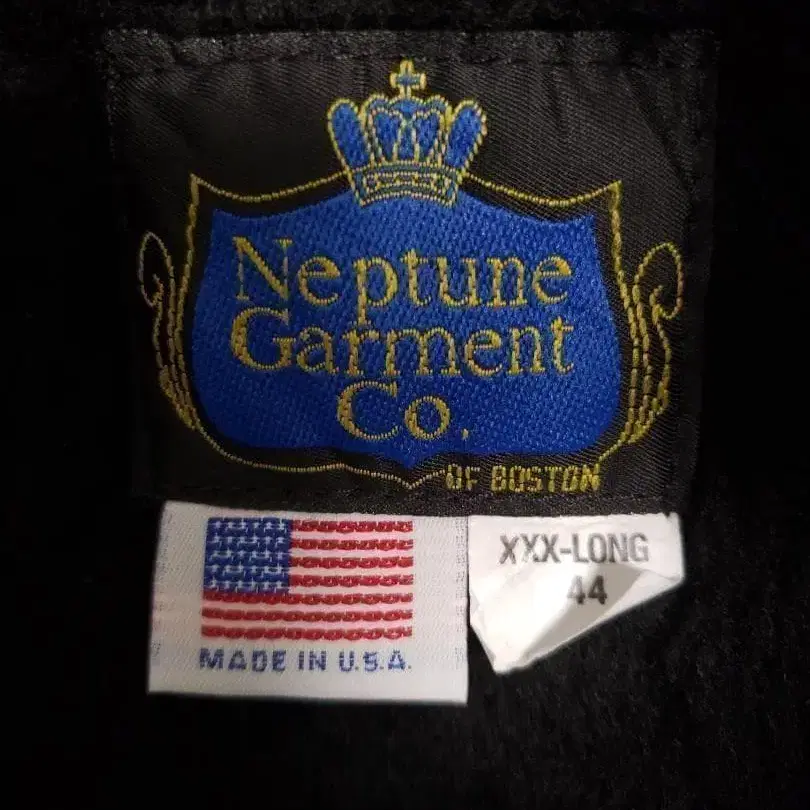 Neptune
Garment
Co.
OF BOSTON
MADE IN U.S.A.
XXX-LONG
44